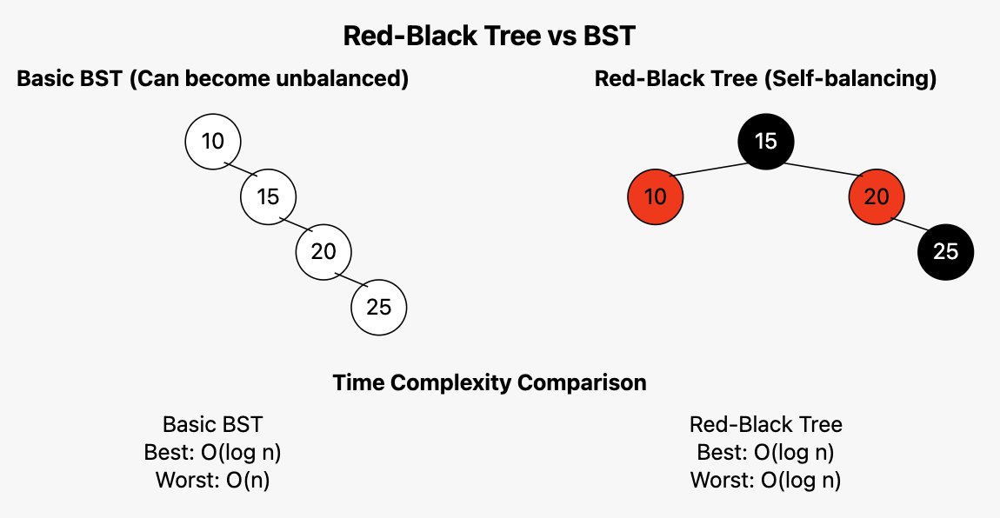 Red-Black Tree vs BST
Basic BST (Can become unbalanced)
Red-Black Tree (Self-balancing)
10
15
20
25
15
10
20
25
Time Complexity Comparison
Basic BST
Best: O(log n)
Worst: O(n)
Red-Black Tree
Best: O(log n)
Worst: O(log n)